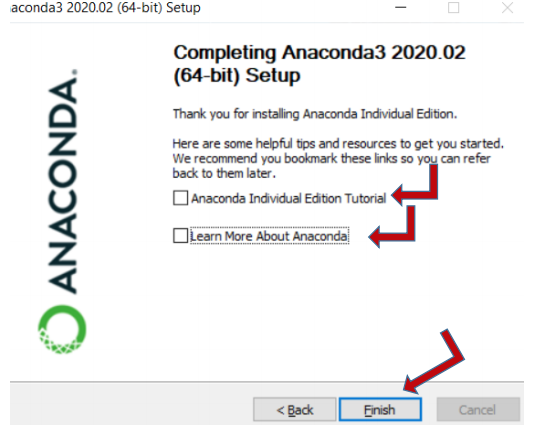 aconda3 2020.02 (64-bit) Setup
Completing Anaconda3 2020.02
(64-bit) Setup
Thank you for installing Anaconda Individual Edition.
Here are some helpful tips and resources to get you started.
We recommend you bookmark these links so you can refer
back to them later.
Anaconda Individual Edition Tutorial
Learn More About Anaconda
ANACONDA.
< Back
Finish
Cancel